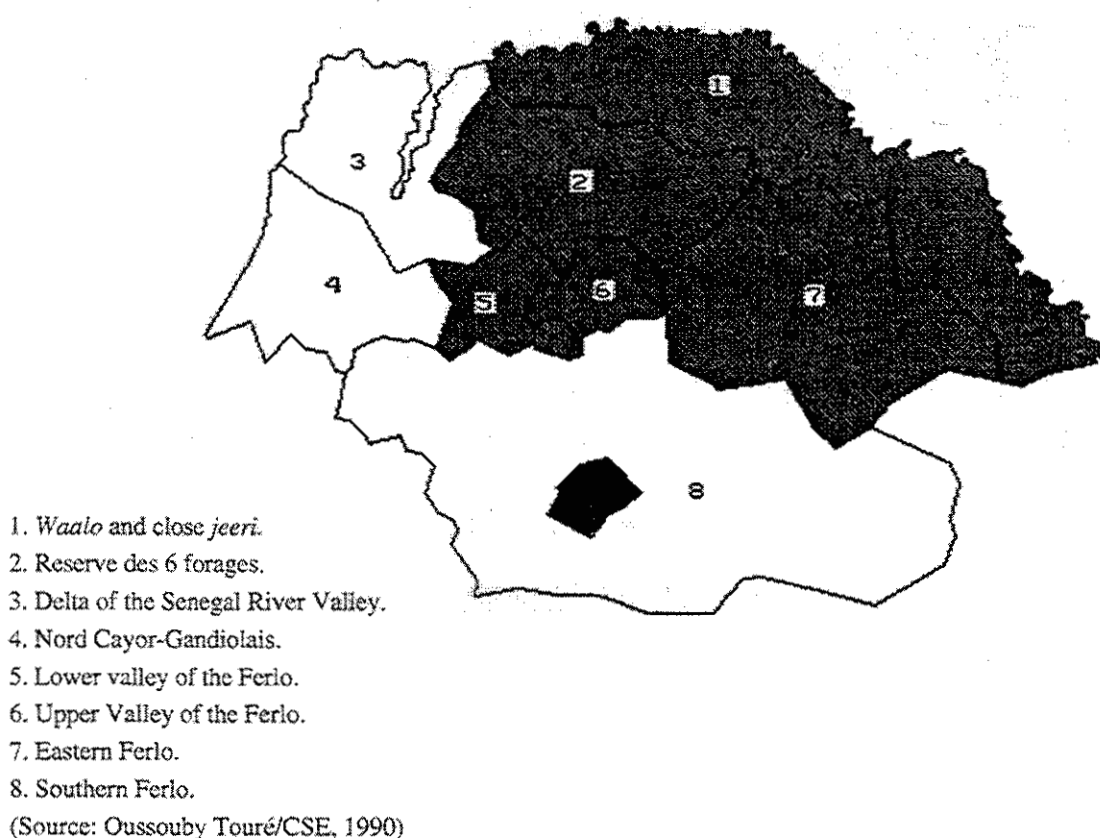 1
2
3
4
5
6
7
8
1. Waalo and close jeeri.
2. Reserve des 6 forages.
3. Delta of the Senegal River Valley.
4. Nord Cayor-Gandiolais.
5. Lower valley of the Ferlo.
6. Upper Valley of the Ferlo.
7. Eastern Ferlo.
8. Southern Ferlo.
(Source: Oussouby Touré/CSE, 1990)